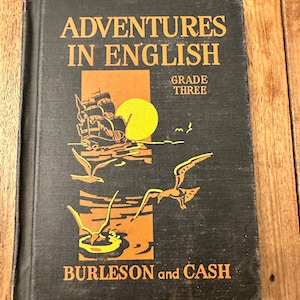 ADVENTURES
IN ENGLISH
GRADE
THREE
BURLESON and CASH